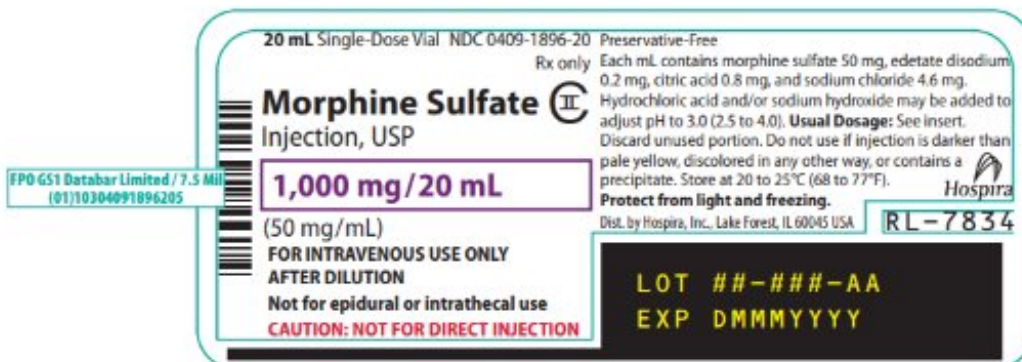 20 mL Single-Dose Vial NDC 0409-1896-20
Rx only
Morphine Sulfate CII
Injection, USP
1,000 mg/20 mL
(50 mg/mL)
FOR INTRAVENOUS USE ONLY
AFTER DILUTION
Not for epidural or intrathecal use
CAUTION: NOT FOR DIRECT INJECTION
FPO GS1 Databar Limited / 7.5 Mil
(01)10304091896205
Preservative-Free
Each mL contains morphine sulfate 50 mg, edetate disodium
0.2 mg, citric acid 0.8 mg, and sodium chloride 4.6 mg.
Hydrochloric acid and/or sodium hydroxide may be added to
adjust pH to 3.0 (2.5 to 4.0). Usual Dosage: See insert.
Discard unused portion. Do not use if injection is darker than
pale yellow, discolored in any other way, or contains a
precipitate. Store at 20 to 25°C (68 to 77°F).
Protect from light and freezing.
Dist. by Hospira, Inc., Lake Forest, IL 60045 USA
Hospira
RL-7834
LOT ##-###-AA
EXP DMMMYYYY